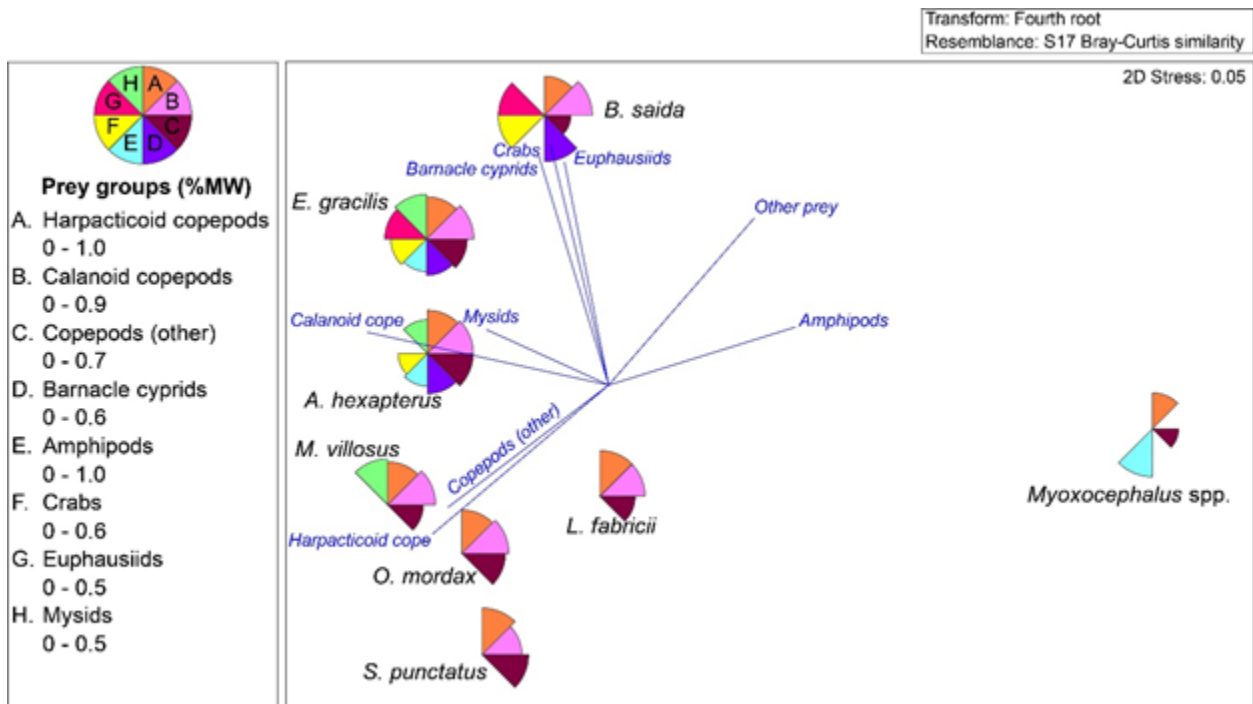 Transform: Fourth root
Resemblance: S17 Bray-Curtis similarity
2D Stress: 0.05
H A
G B
F C
E D
Prey groups (%MW)
A. Harpacticoid copepods
0 - 1.0
B. Calanoid copepods
0 - 0.9
C. Copepods (other)
0 - 0.7
D. Barnacle cyprids
0 - 0.6
E. Amphipods
0 - 1.0
F. Crabs
0 - 0.6
G. Euphausiids
0 - 0.5
H. Mysids
0 - 0.5
B. saida
Crabs
Euphausiids
Barnacle cyprids
E. gracilis
Other prey
Calanoid cope
Mysids
Amphipods
A. hexapterus
Copepods (other)
M. villosus
Myoxocephalus spp.
L. fabricii
Harpacticoid cope
O. mordax
S. punctatus